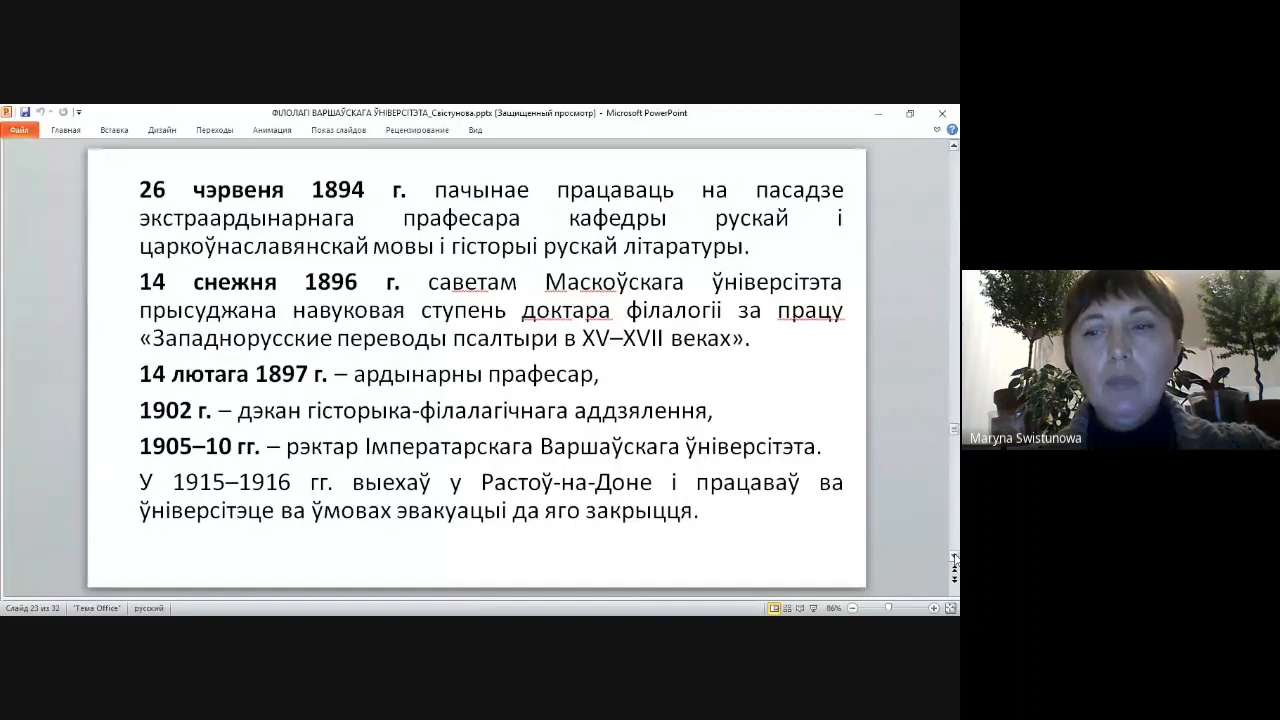 ФІЛОЛАГІ ВАРШАЎСКАГА ЎНІВЕРСІТЭТА_Свістунова.pptx [Защищенный просмотр] - Microsoft PowerPoint
Файл Главная Вставка Дизайн Переходы Анимация Показ слайдов Рецензирование Вид
26 чэрвеня 1894 г. пачынае працаваць на пасадзе
экстраардынарнага прафесара кафедры рускай і
царкоўнаславянскай мовы і гісторыі рускай літаратуры.
14 снежня 1896 г. саветам Маскоўскага ўніверсітэта
прысуджана навуковая ступень доктара філалогіі за працу
«Западнорусские переводы псалтыри в XV–XVII веках».
14 лютага 1897 г. – ардынарны прафесар,
1902 г. – дэкан гісторыка-філалагічнага аддзялення,
1905–10 гг. – рэктар Імператарскага Варшаўскага ўніверсітэта.
У 1915–1916 гг. выехаў у Растоў-на-Доне і працаваў ва
ўніверсітэце ва ўмовах эвакуацыі да яго закрыцця.
Maryna Swistunowa
Слайд 23 из 32 "Тема Office" русский 86%